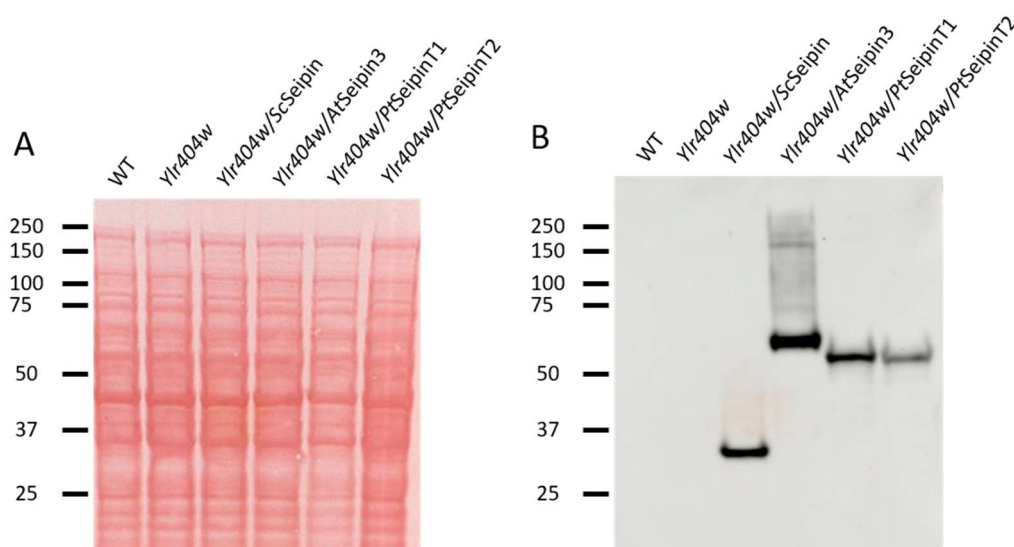 A
WT
Ylr404w
Ylr404w/ScSeipin
Ylr404w/AtSeipin3
Ylr404w/PtSeipinT1
Ylr404w/PtSeipinT2
250
150
100
75
50
37
25
B
WT
Ylr404w
Ylr404w/ScSeipin
Ylr404w/AtSeipin3
Ylr404w/PtSeipinT1
Ylr404w/PtSeipinT2
250
150
100
75
50
37
25